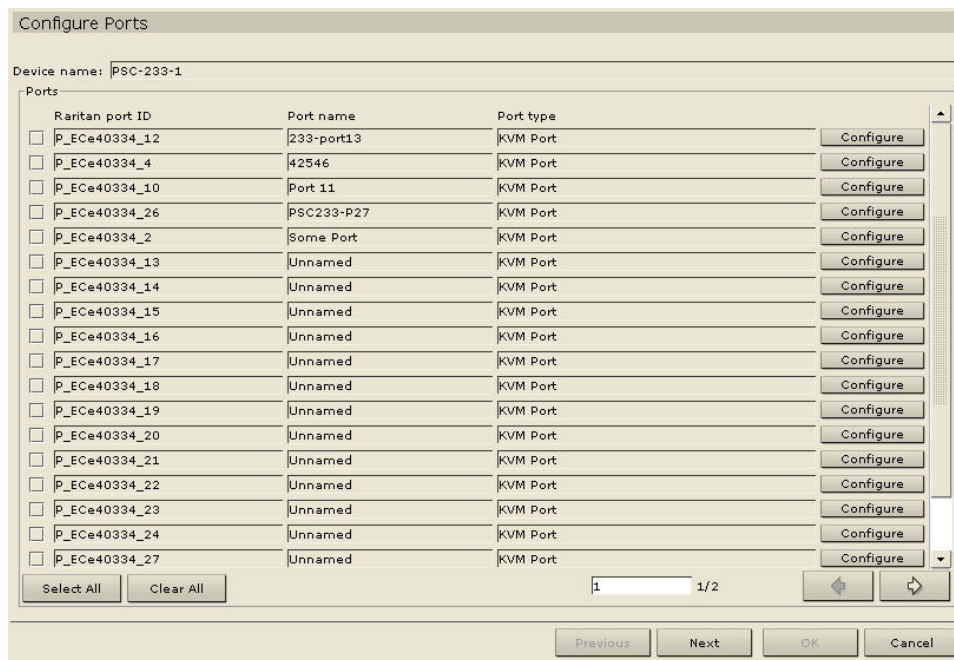 Configure Ports
Device name: PSC-233-1
Ports
Raritan port ID Port name Port type
P_ECe40334_12 233-port13 KVM Port Configure
P_ECe40334_4 42546 KVM Port Configure
P_ECe40334_10 Port 11 KVM Port Configure
P_ECe40334_26 PSC233-P27 KVM Port Configure
P_ECe40334_2 Some Port KVM Port Configure
P_ECe40334_13 Unnamed KVM Port Configure
P_ECe40334_14 Unnamed KVM Port Configure
P_ECe40334_15 Unnamed KVM Port Configure
P_ECe40334_16 Unnamed KVM Port Configure
P_ECe40334_17 Unnamed KVM Port Configure
P_ECe40334_18 Unnamed KVM Port Configure
P_ECe40334_19 Unnamed KVM Port Configure
P_ECe40334_20 Unnamed KVM Port Configure
P_ECe40334_21 Unnamed KVM Port Configure
P_ECe40334_22 Unnamed KVM Port Configure
P_ECe40334_23 Unnamed KVM Port Configure
P_ECe40334_24 Unnamed KVM Port Configure
P_ECe40334_27 Unnamed KVM Port Configure
Select All Clear All 1 1/2
Previous Next OK Cancel